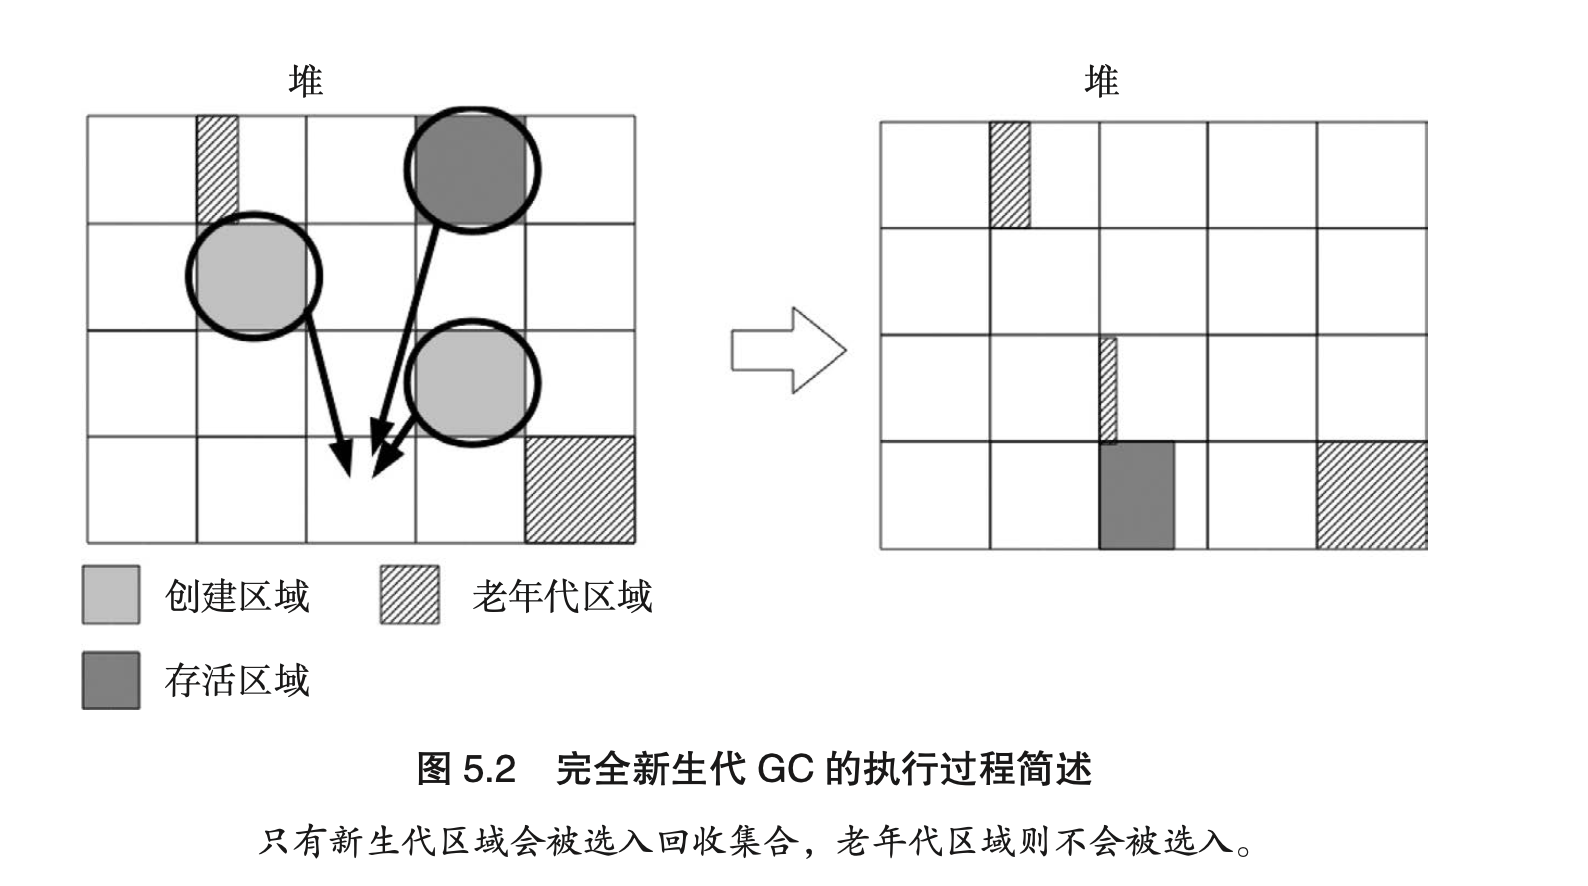 堆
堆
创建区域
老年代区域
存活区域
图 5.2 完全新生代 GC 的执行过程简述
只有新生代区域会被选入回收集合，老年代区域则不会被选入。